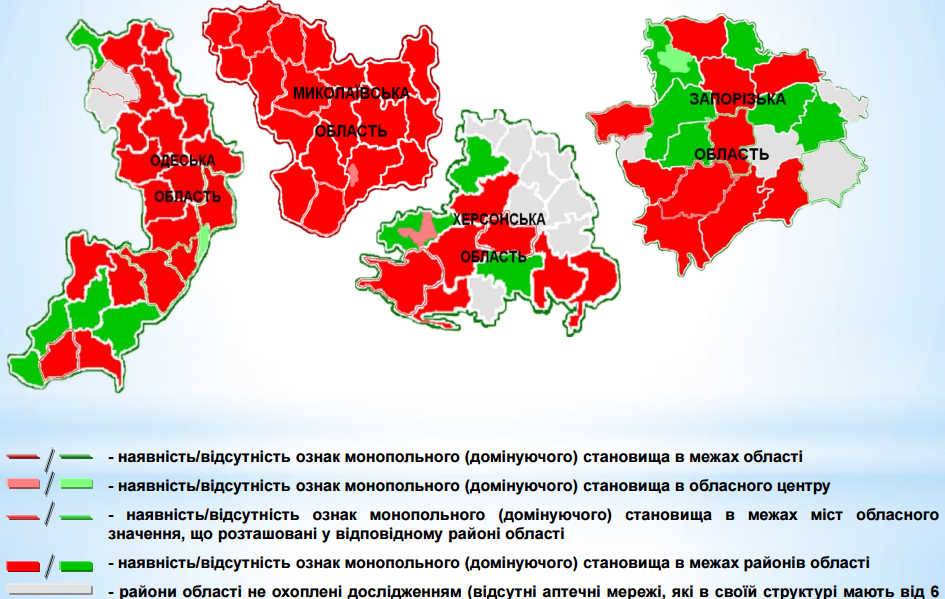 МИКОЛАЇВСЬКА
ОБЛАСТЬ
ЗАПОРІЗЬКА
ОБЛАСТЬ
ОДЕСЬКА
ОБЛАСТЬ
ХЕРСОНСЬКА
ОБЛАСТЬ
- наявність/відсутність ознак монопольного (домінуючого) становища в межах області
- наявність/відсутність ознак монопольного (домінуючого) становища в обласного центру
- наявність/відсутність ознак монопольного (домінуючого) становища в межах міст обласного
значення, що розташовані у відповідному районі області
- наявність/відсутність ознак монопольного (домінуючого) становища в межах районів області
- райони області не охоплені дослідженням (відсутні аптечні мережі, які в своїй структурі мають від 6